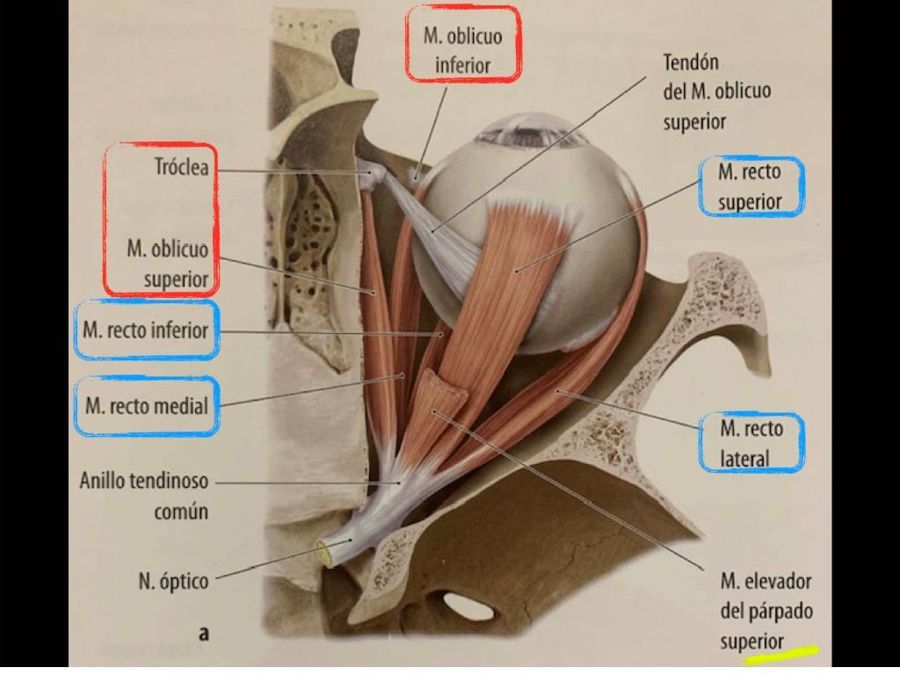 M. oblicuo
inferior
Tendón
del M. oblicuo
superior
Tróclea
M. recto
superior
M. oblicuo
superior
M. recto inferior
M. recto medial
M. recto
lateral
Anillo tendinoso
común
N. óptico
M. elevador
del párpado
superior
a